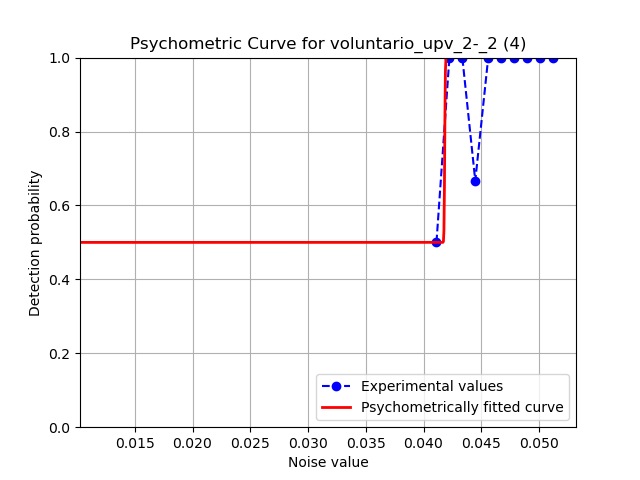 Psychometric Curve for voluntario_upv_2-_2 (4)
1.0
0.8
0.6
0.4
0.2
0.0
Detection probability
0.015 0.020 0.025 0.030 0.035 0.040 0.045 0.050
Noise value
Experimental values
Psychometrically fitted curve